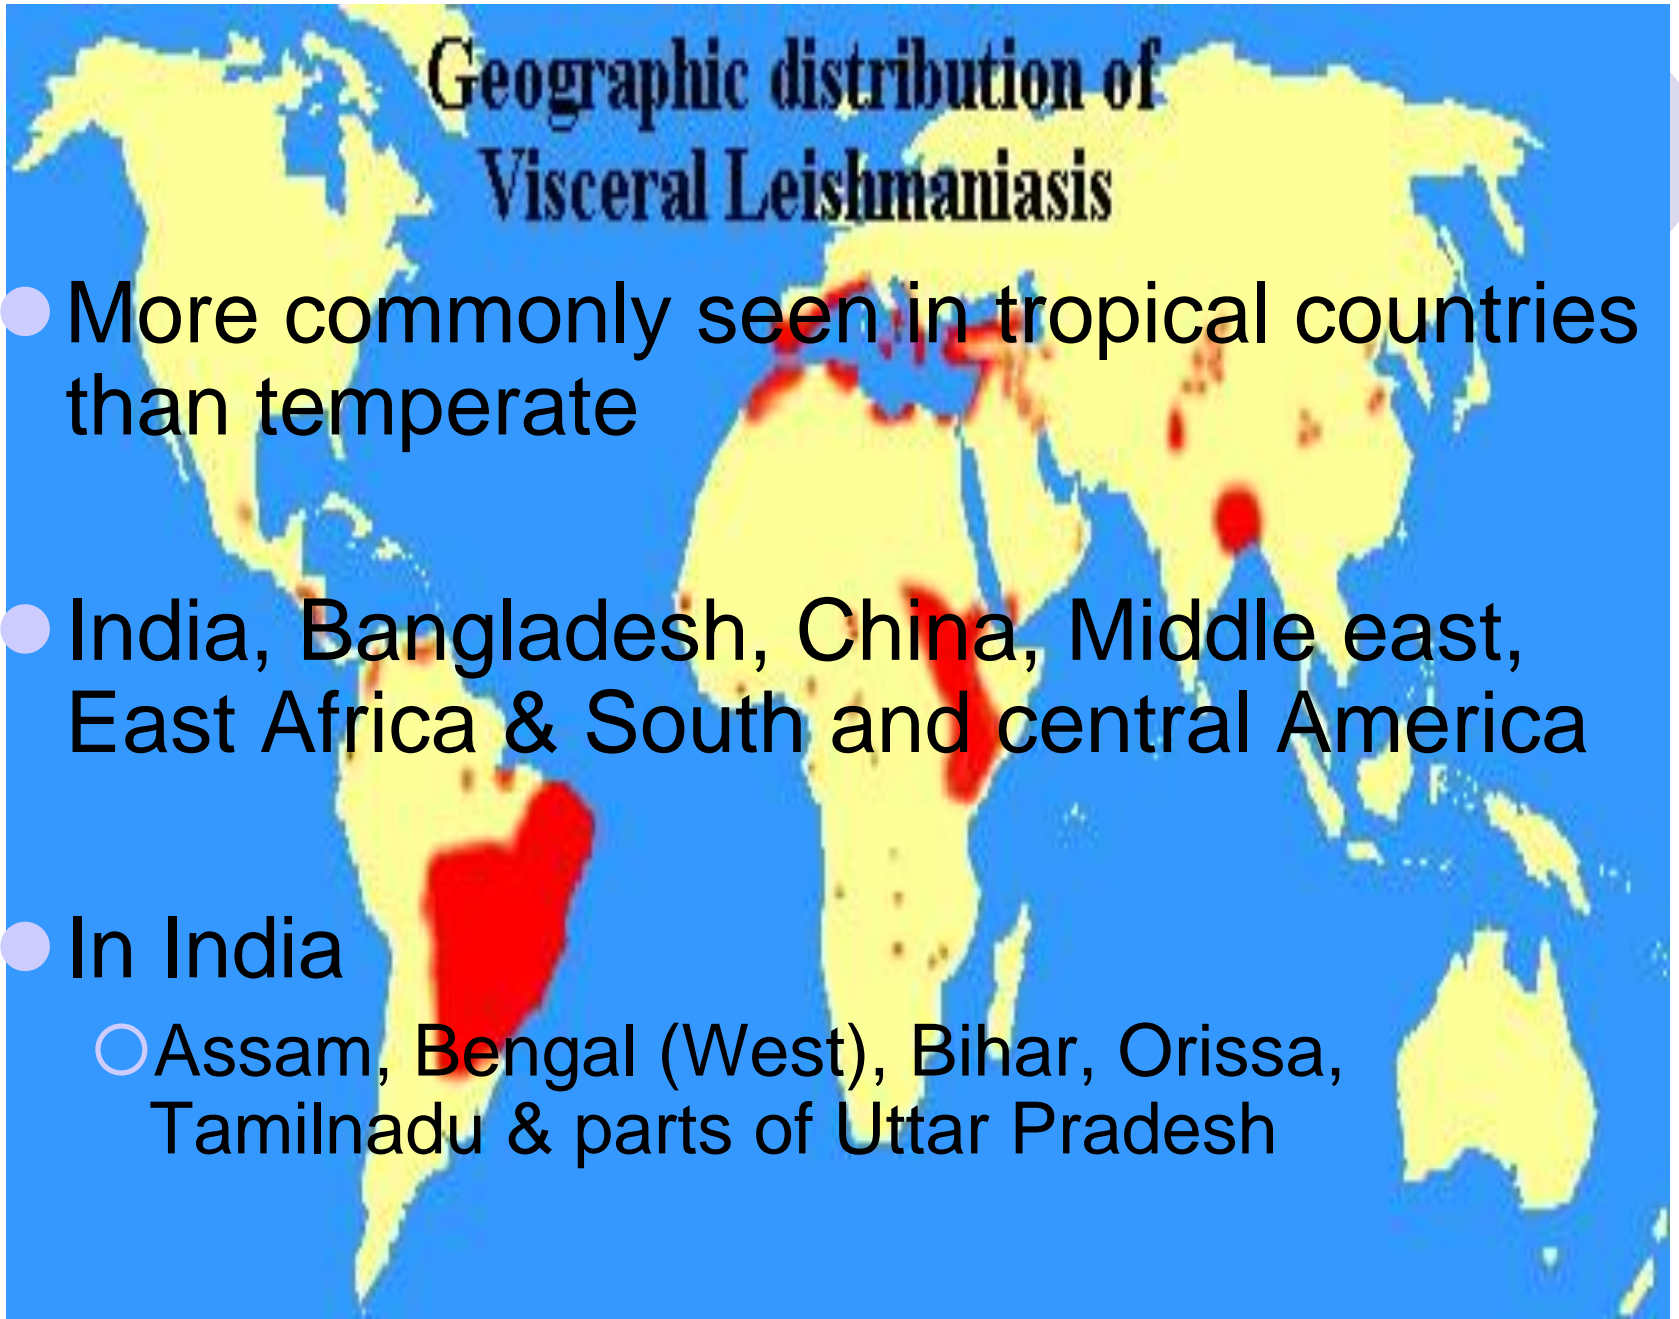 Geographic distribution of
Visceral Leishmaniasis
More commonly seen in tropical countries
than temperate
India, Bangladesh, China, Middle east,
East Africa & South and central America
In India
Assam, Bengal (West), Bihar, Orissa,
Tamilnadu & parts of Uttar Pradesh